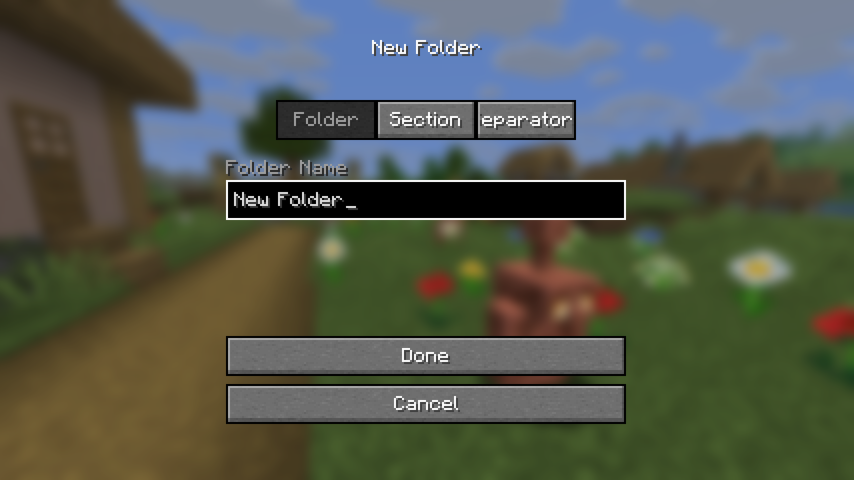 New Folder
Folder Section eparator
Folder Name
New Folder_
Done
Cancel